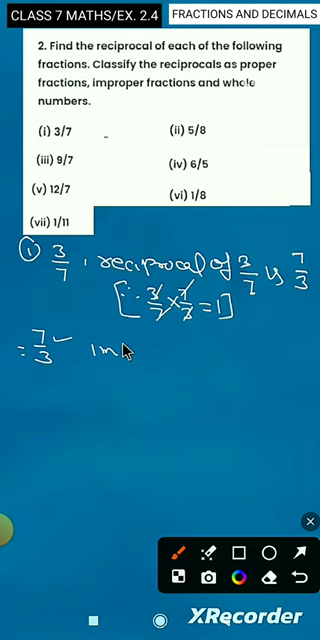 CLASS 7 MATHS/EX. 2.4 FRACTIONS AND DECIMALS
2. Find the reciprocal of each of the following
fractions. Classify the reciprocals as proper
fractions, improper fractions and whole
numbers.
(i) 3/7 (ii) 5/8
(iii) 9/7 (iv) 6/5
(v) 12/7 (vi) 1/8
(vii) 1/11
① 3/7, reciprocal of 3/7 is 7/3
[∵ 3/7 × 7/3 = 1]
= 7/3 ✓ im
XRecorder